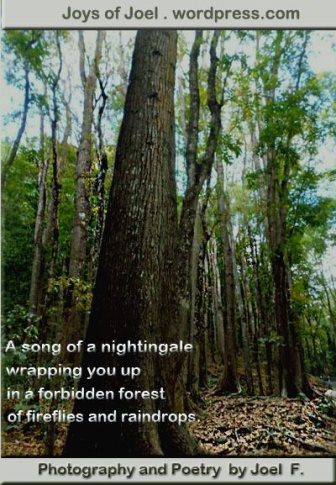 Joys of Joel . wordpress.com
A song of a nightingale
wrapping you up
in a forbidden forest
of fireflies and raindrops
Photography and Poetry by Joel F.